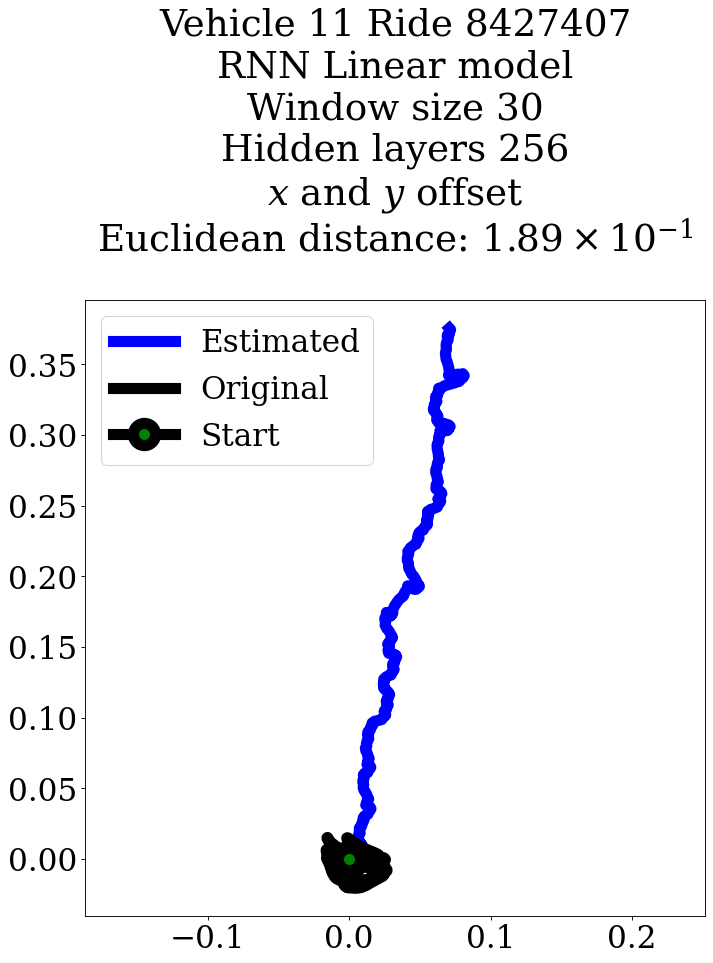 Vehicle 11 Ride 8427407
RNN Linear model
Window size 30
Hidden layers 256
x and y offset
Euclidean distance: 1.89 × 10⁻¹
Estimated
Original
Start
0.35
0.30
0.25
0.20
0.15
0.10
0.05
0.00
−0.1
0.0
0.1
0.2